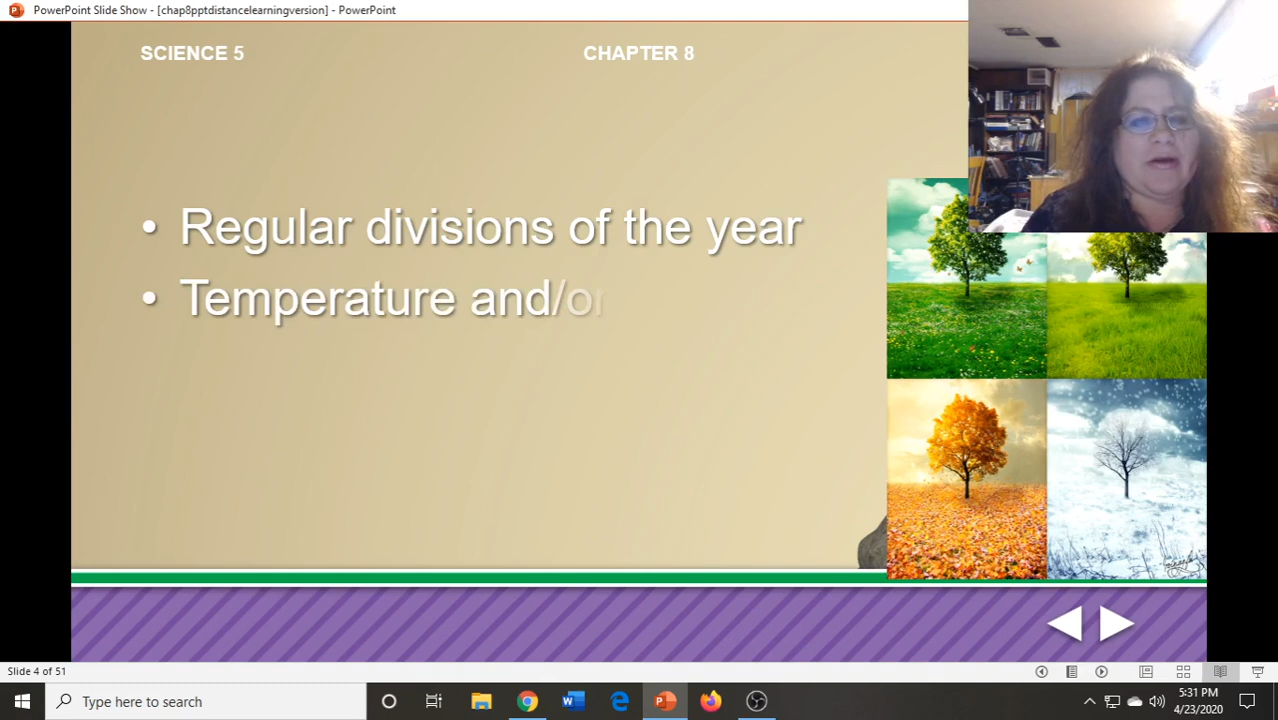 PowerPoint Slide Show - [chap8pptdistancelearningversion] - PowerPoint
SCIENCE 5
CHAPTER 8
• Regular divisions of the year
• Temperature and/or
Slide 4 of 51
Type here to search
5:31 PM
4/23/2020